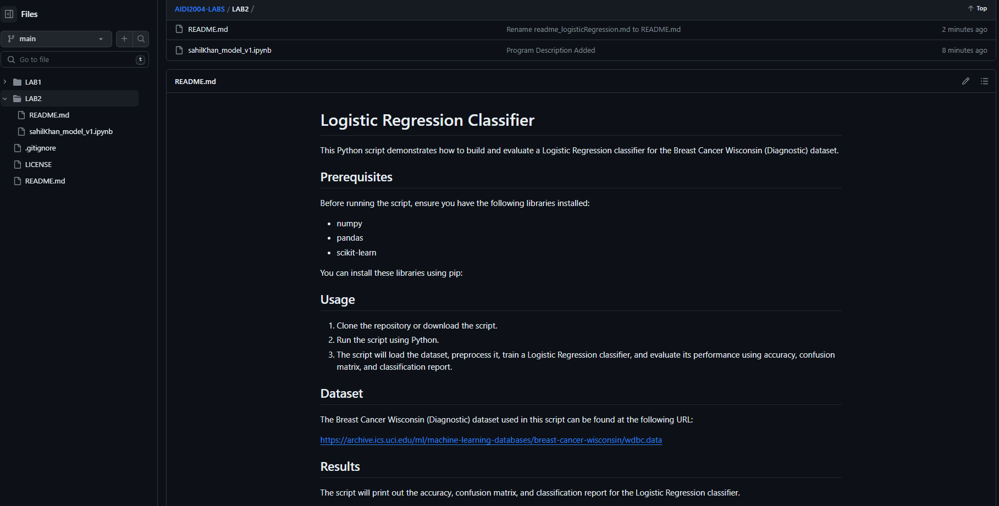 Files
main
Go to file
t
LAB1
LAB2
README.md
sahilKhan_model_v1.ipynb
.gitignore
LICENSE
README.md
AIDI2004-LABS / LAB2 /
Top
README.md Rename readme_logisticRegression.md to README.md 2 minutes ago
sahilKhan_model_v1.ipynb Program Description Added 8 minutes ago
README.md
Logistic Regression Classifier
This Python script demonstrates how to build and evaluate a Logistic Regression classifier for the Breast Cancer Wisconsin (Diagnostic) dataset.
Prerequisites
Before running the script, ensure you have the following libraries installed:
• numpy
• pandas
• scikit-learn
You can install these libraries using pip:
Usage
1. Clone the repository or download the script.
2. Run the script using Python.
3. The script will load the dataset, preprocess it, train a Logistic Regression classifier, and evaluate its performance using accuracy, confusion
matrix, and classification report.
Dataset
The Breast Cancer Wisconsin (Diagnostic) dataset used in this script can be found at the following URL:
https://archive.ics.uci.edu/ml/machine-learning-databases/breast-cancer-wisconsin/wdbc.data
Results
The script will print out the accuracy, confusion matrix, and classification report for the Logistic Regression classifier.